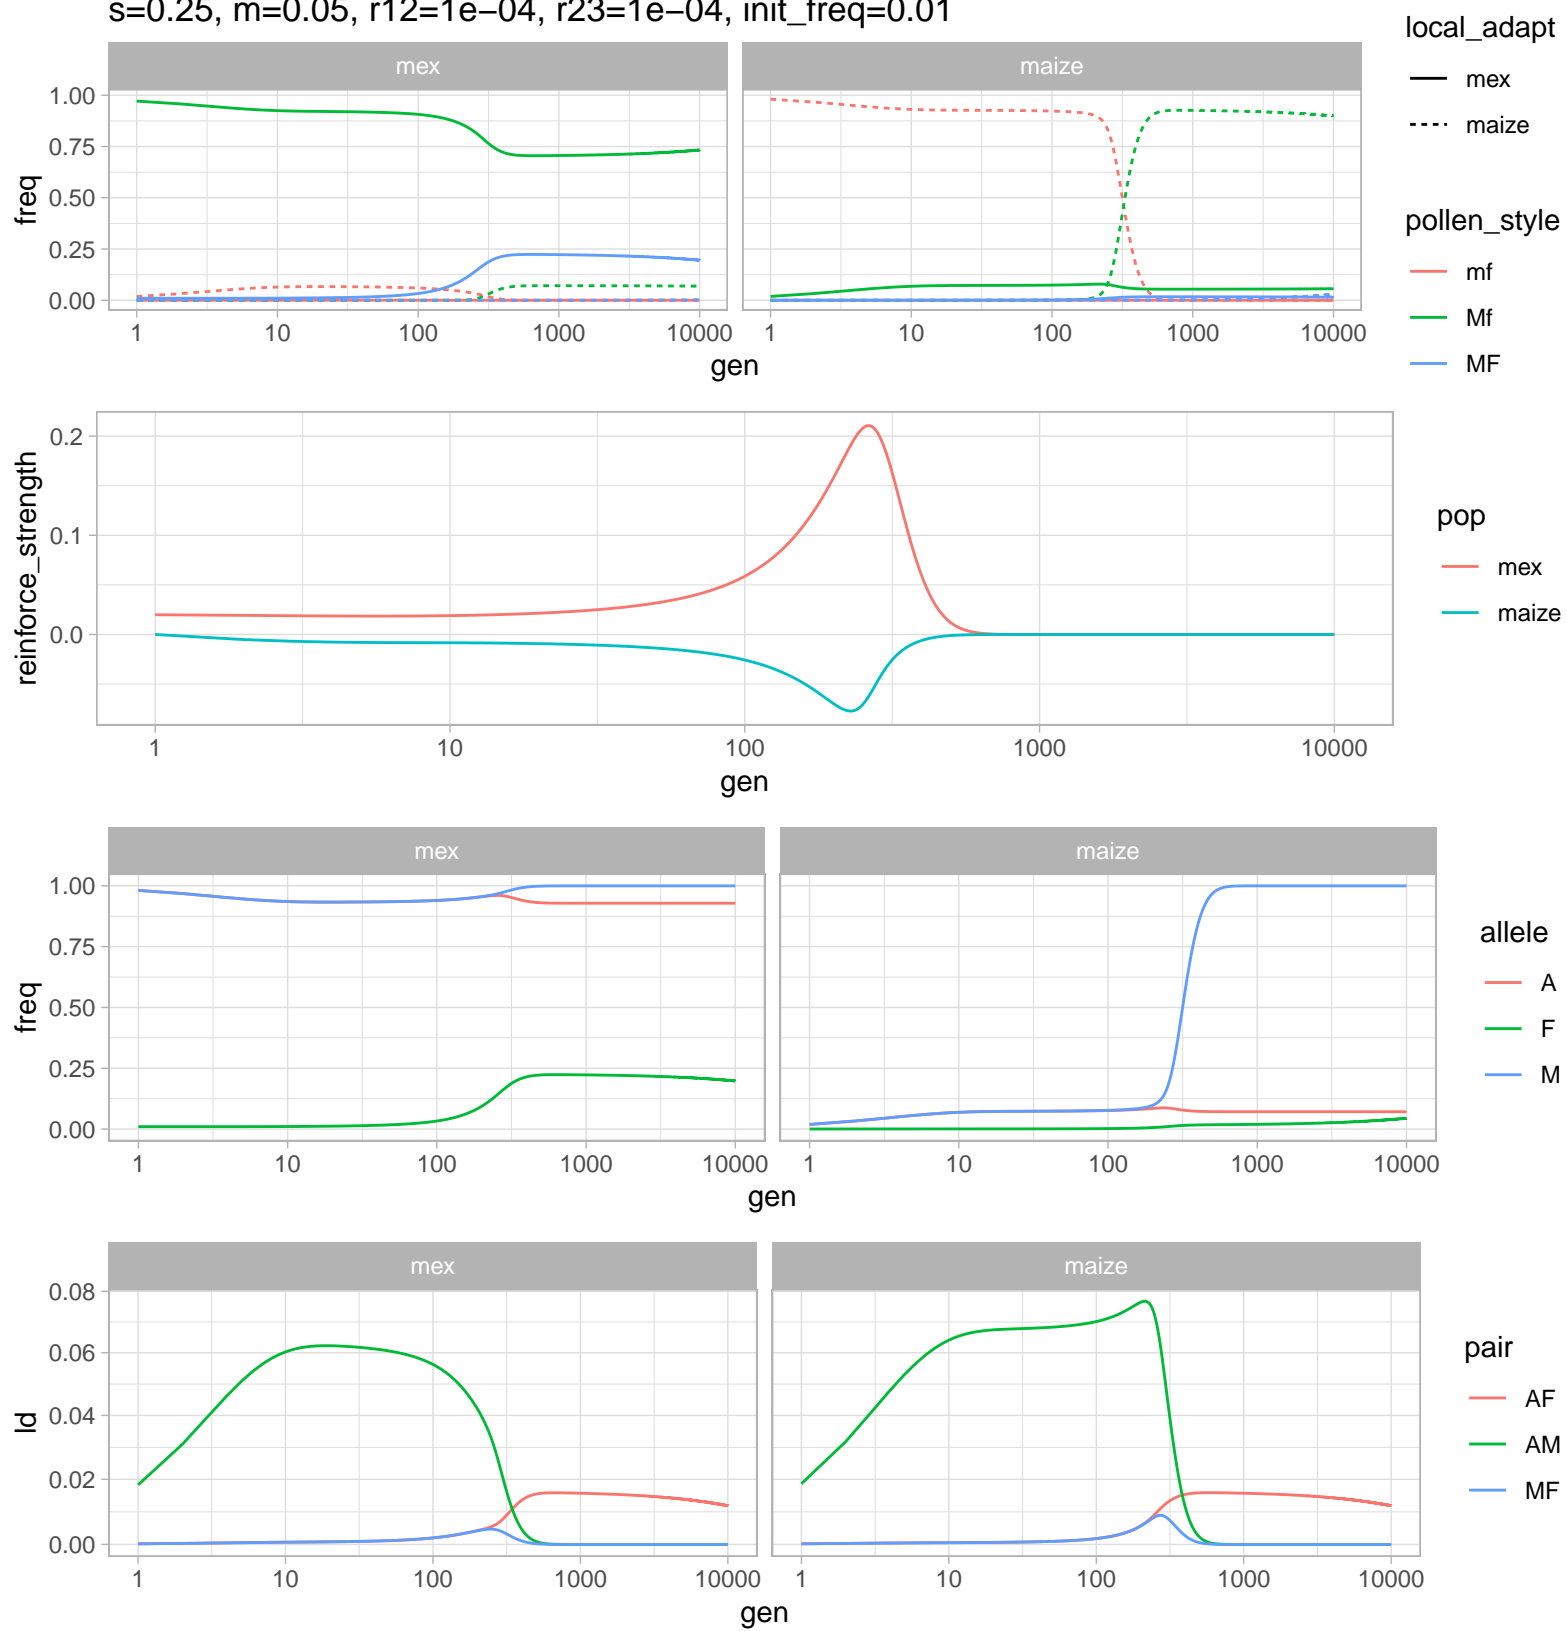 s=0.25, m=0.05, r12=1e−04, r23=1e−04, init_freq=0.01
mex maize
1.00
0.75
0.50
0.25
0.00
freq
1 10 100 1000 10000 1 10 100 1000 10000
gen
local_adapt
mex
maize
pollen_style
mf
Mf
MF
0.2
0.1
0.0
reinforce_strength
1 10 100 1000 10000
gen
pop
mex
maize
mex maize
1.00
0.75
0.50
0.25
0.00
freq
1 10 100 1000 10000 1 10 100 1000 10000
gen
allele
A
F
M
mex maize
0.08
0.06
0.04
0.02
0.00
ld
1 10 100 1000 10000 1 10 100 1000 10000
gen
pair
AF
AM
MF